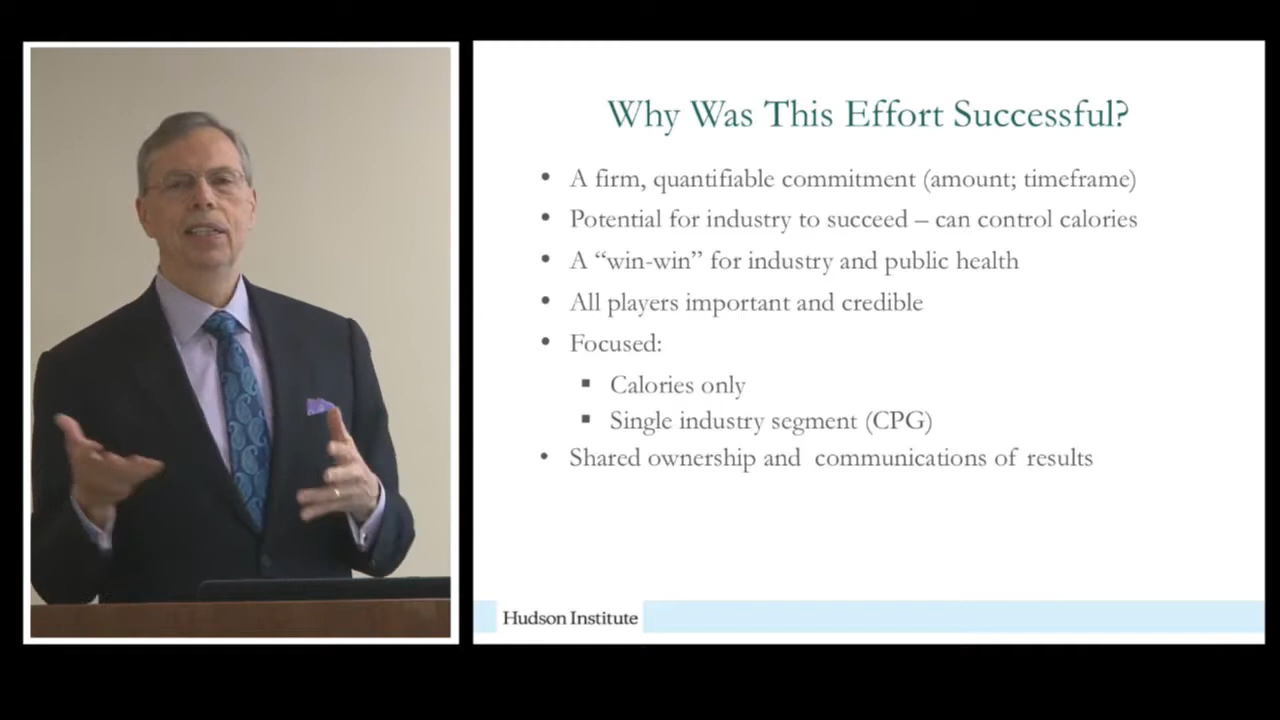 Why Was This Effort Successful?
• A firm, quantifiable commitment (amount; timeframe)
• Potential for industry to succeed – can control calories
• A “win-win” for industry and public health
• All players important and credible
• Focused:
▪ Calories only
▪ Single industry segment (CPG)
• Shared ownership and communications of results
Hudson Institute